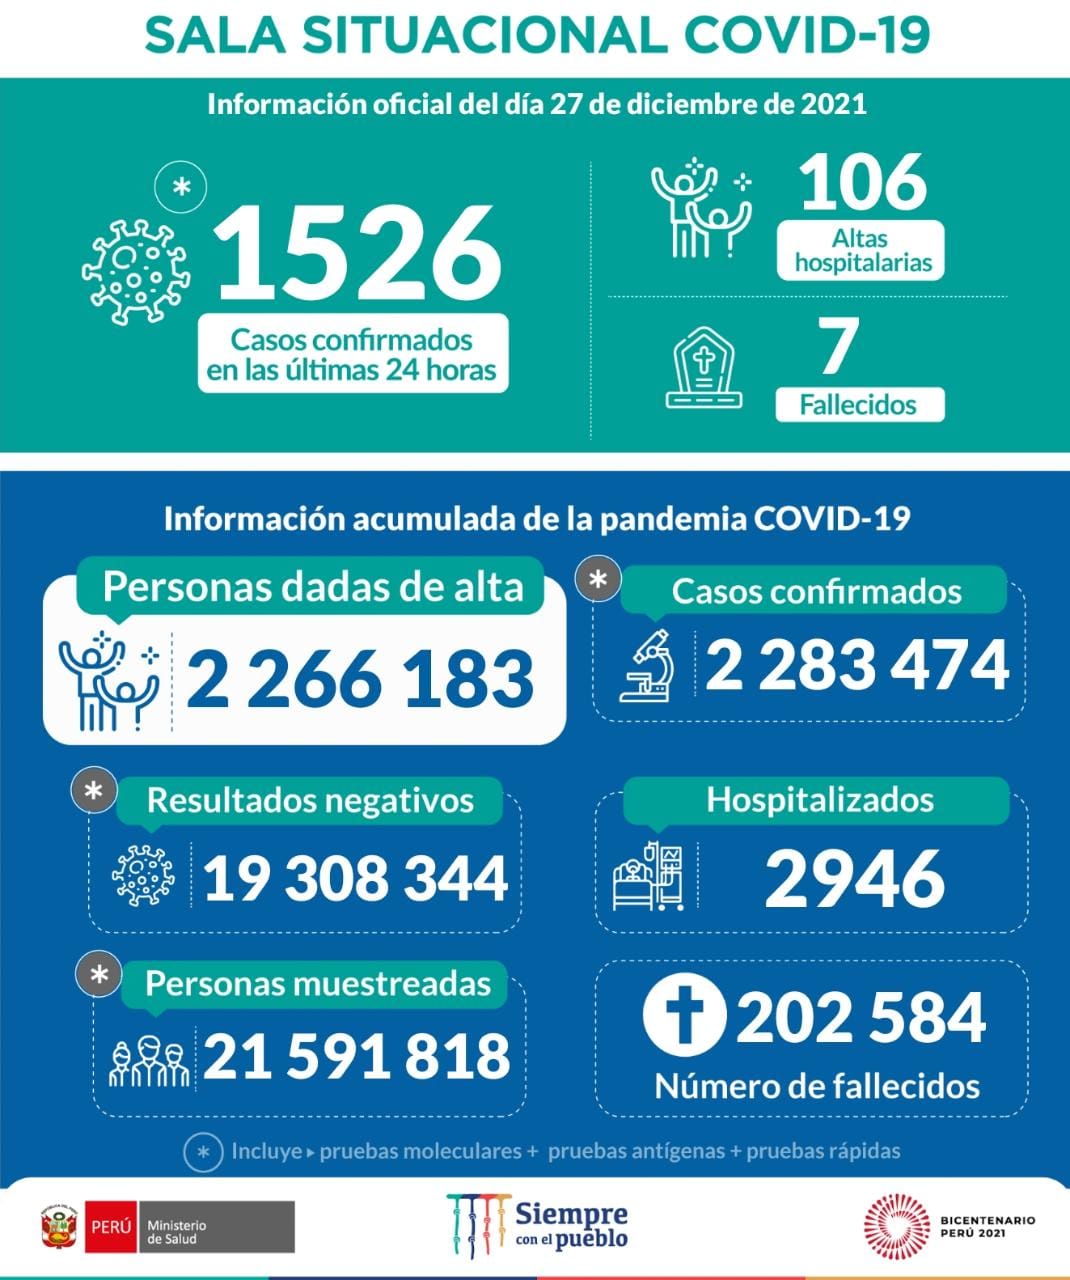 SALA SITUACIONAL COVID-19
Información oficial del día 27 de diciembre de 2021
*
1526
Casos confirmados
en las últimas 24 horas
106
Altas
hospitalarias
7
Fallecidos
Información acumulada de la pandemia COVID-19
Personas dadas de alta
2 266 183
*
Casos confirmados
2 283 474
*
Resultados negativos
19 308 344
Hospitalizados
2946
*
Personas muestreadas
21 591 818
202 584
Número de fallecidos
* Incluye ▸ pruebas moleculares + pruebas antígenas + pruebas rápidas
PERÚ
Ministerio
de Salud
Siempre
con el pueblo
BICENTENARIO
PERÚ 2021